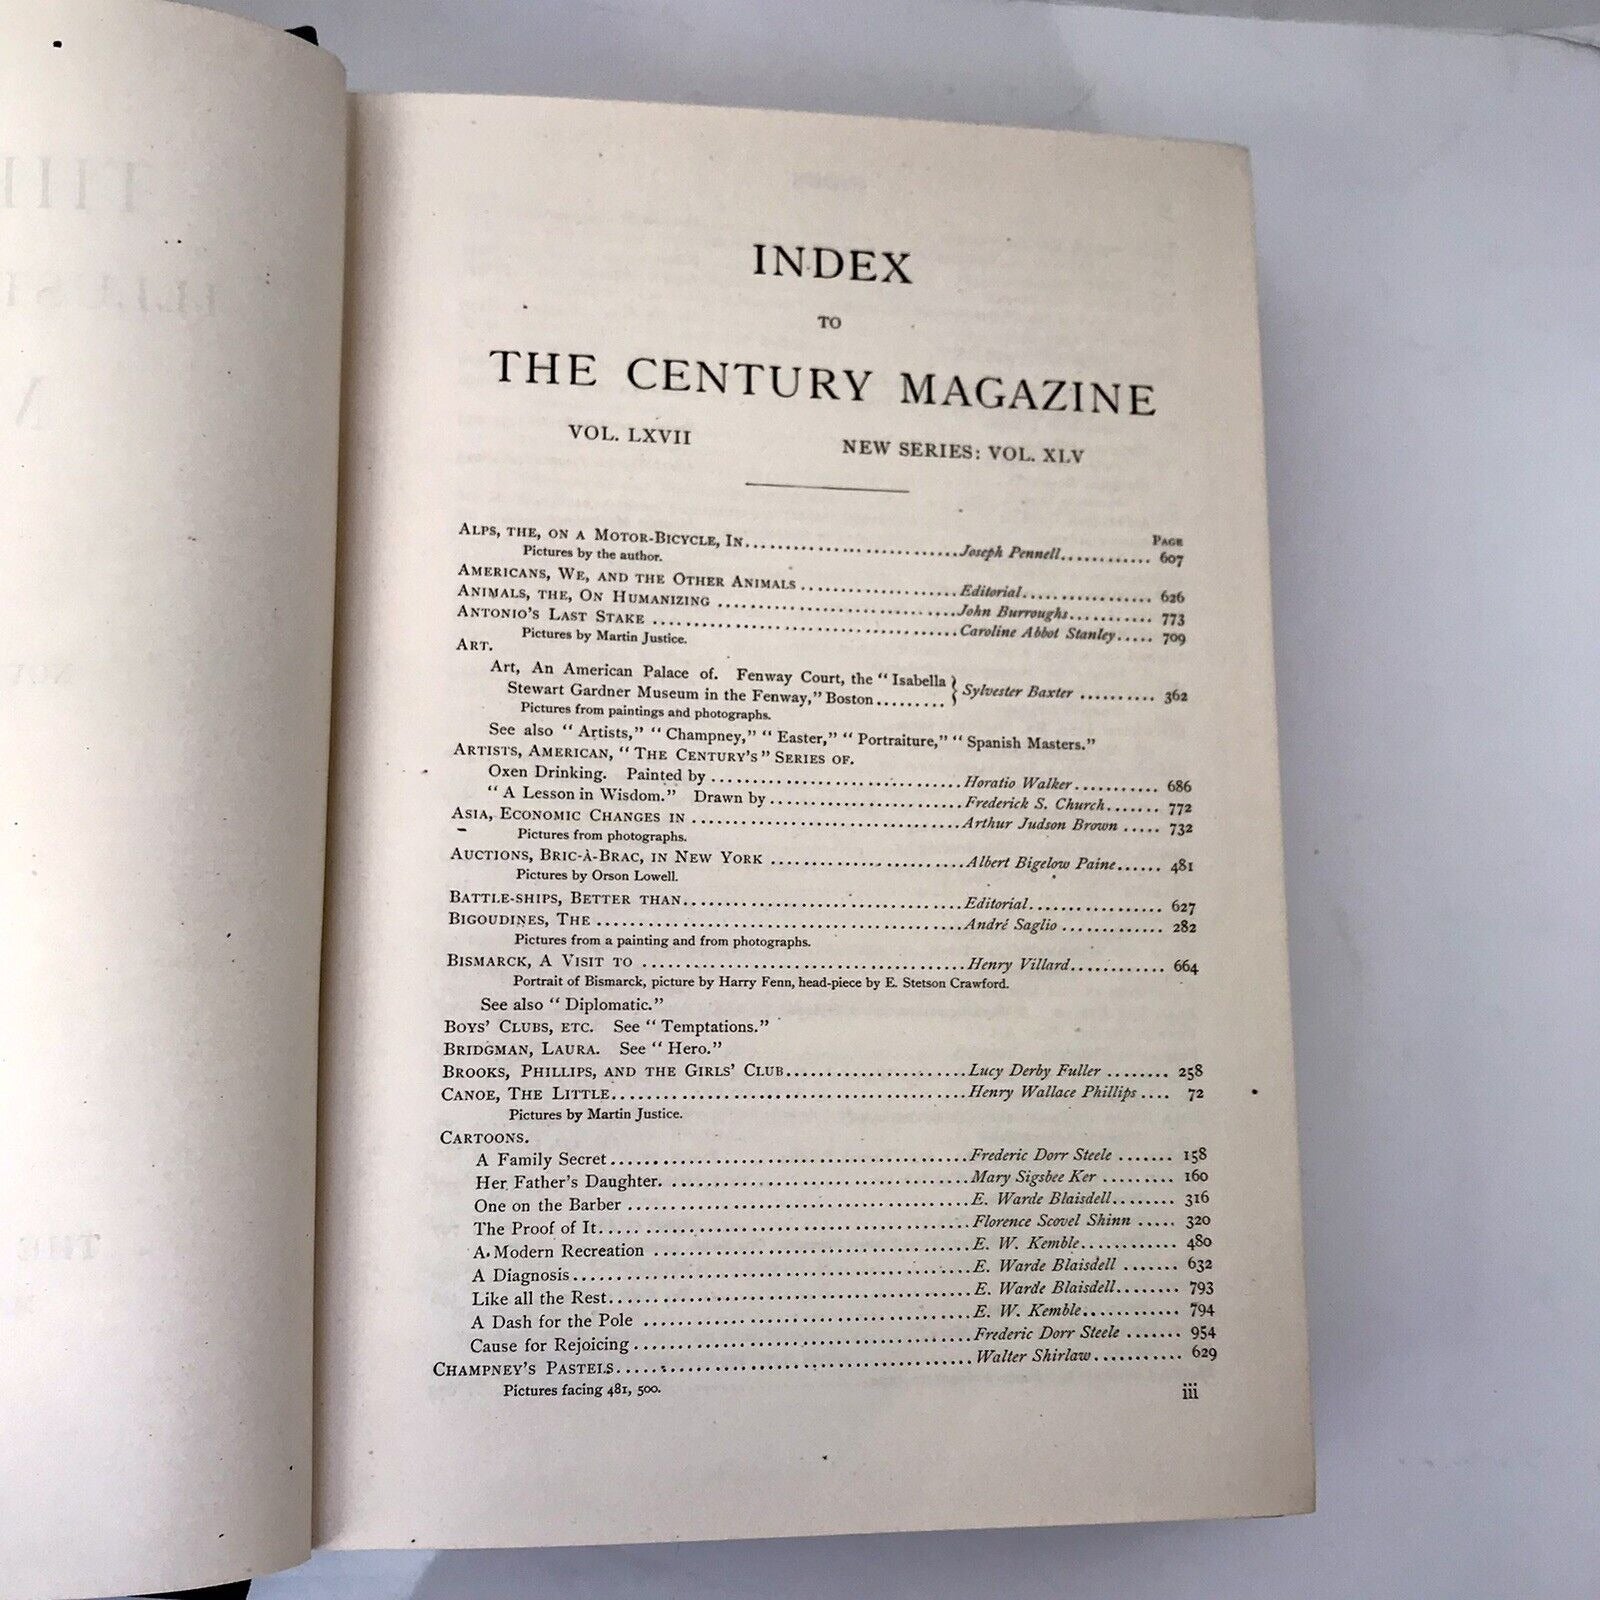 INDEX
TO
THE CENTURY MAGAZINE
VOL. LXVII NEW SERIES: VOL. XLV
PAGE
ALPS, THE, ON A MOTOR-BICYCLE, IN.......................... Joseph Pennell............ 607
Pictures by the author.
AMERICANS, WE, AND THE OTHER ANIMALS .................. Editorial.................. 626
ANIMALS, THE, ON HUMANIZING .......................... John Burroughs........... 773
ANTONIO'S LAST STAKE .................................. Caroline Abbot Stanley..... 709
Pictures by Martin Justice.
ART.
Art, An American Palace of. Fenway Court, the "Isabella
Stewart Gardner Museum in the Fenway," Boston......... } Sylvester Baxter .......... 362
Pictures from paintings and photographs.
See also "Artists," "Champney," "Easter," "Portraiture," "Spanish Masters."
ARTISTS, AMERICAN, "THE CENTURY'S" SERIES OF.
Oxen Drinking. Painted by .............................. Horatio Walker........... 686
"A Lesson in Wisdom." Drawn by ........................ Frederick S. Church....... 772
ASIA, ECONOMIC CHANGES IN ................................ Arthur Judson Brown ..... 732
Pictures from photographs.
AUCTIONS, BRIC-À-BRAC, IN NEW YORK ...................... Albert Bigelow Paine...... 481
Pictures by Orson Lowell.
BATTLE-SHIPS, BETTER THAN................................ Editorial................. 627
BIGOUDINES, THE .......................................... André Saglio ............. 282
Pictures from a painting and from photographs.
BISMARCK, A VISIT TO .................................... Henry Villard............ 664
Portrait of Bismarck, picture by Harry Fenn, head-piece by E. Stetson Crawford.
See also "Diplomatic."
BOYS' CLUBS, ETC. See "Temptations."
BRIDGMAN, LAURA. See "Hero."
BROOKS, PHILLIPS, AND THE GIRLS' CLUB.................... Lucy Derby Fuller ........ 258
CANOE, THE LITTLE........................................ Henry Wallace Phillips .... 72
Pictures by Martin Justice.
CARTOONS.
A Family Secret.......................................... Frederic Dorr Steele ....... 158
Her Father's Daughter. .................................. Mary Sigsbee Ker ......... 160
One on the Barber ...................................... E. Warde Blaisdell........ 316
The Proof of It.......................................... Florence Scovel Shinn ..... 320
A Modern Recreation .................................... E. W. Kemble............ 480
A Diagnosis.............................................. E. Warde Blaisdell ....... 632
Like all the Rest........................................ E. Warde Blaisdell........ 793
A Dash for the Pole .................................... E. W. Kemble............ 794
Cause for Rejoicing...................................... Frederic Dorr Steele ....... 954
CHAMPNEY'S PASTELS........................................ Walter Shirlaw........... 629
Pictures facing 481, 500.
iii